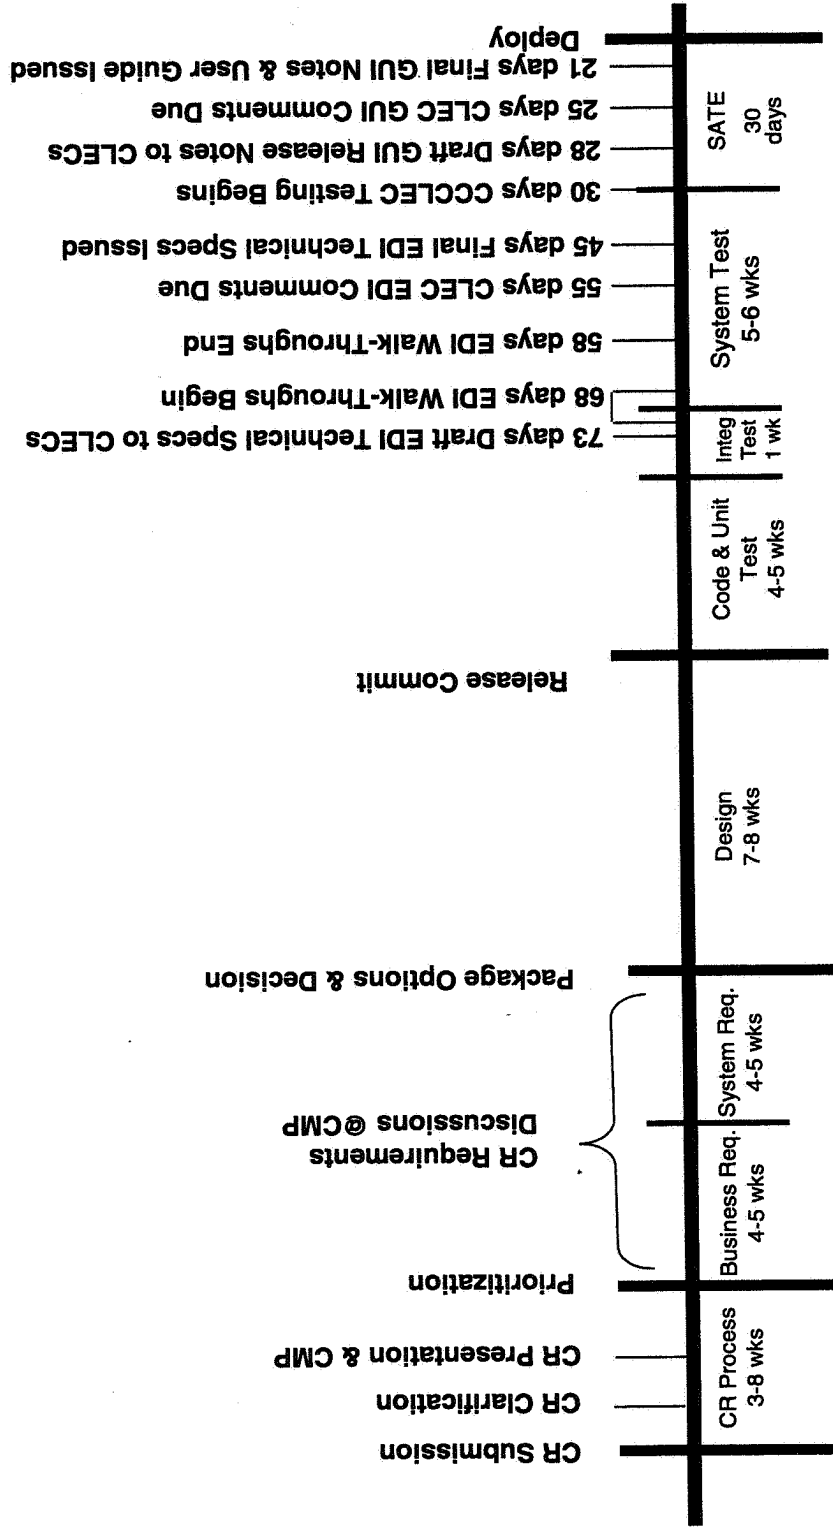 CR Submission
CR Clarification
CR Presentation & CMP
Prioritization
CR Requirements
Discussions @CMP
Package Options & Decision
Release Commit
73 days Draft EDI Technical Specs to CLECs
68 days EDI Walk-Throughs Begin
58 days EDI Walk-Throughs End
55 days CLEC EDI Comments Due
45 days Final EDI Technical Specs Issued
30 days CCCLEC Testing Begins
28 days Draft GUI Release Notes to CLECs
25 days CLEC GUI Comments Due
21 days Final GUI Notes & User Guide Issued
Deploy
CR Process
3-8 wks
Business Req.
4-5 wks
System Req.
4-5 wks
Design
7-8 wks
Code & Unit
Test
4-5 wks
Integ
Test
1 wk
System Test
5-6 wks
SATE
30
days